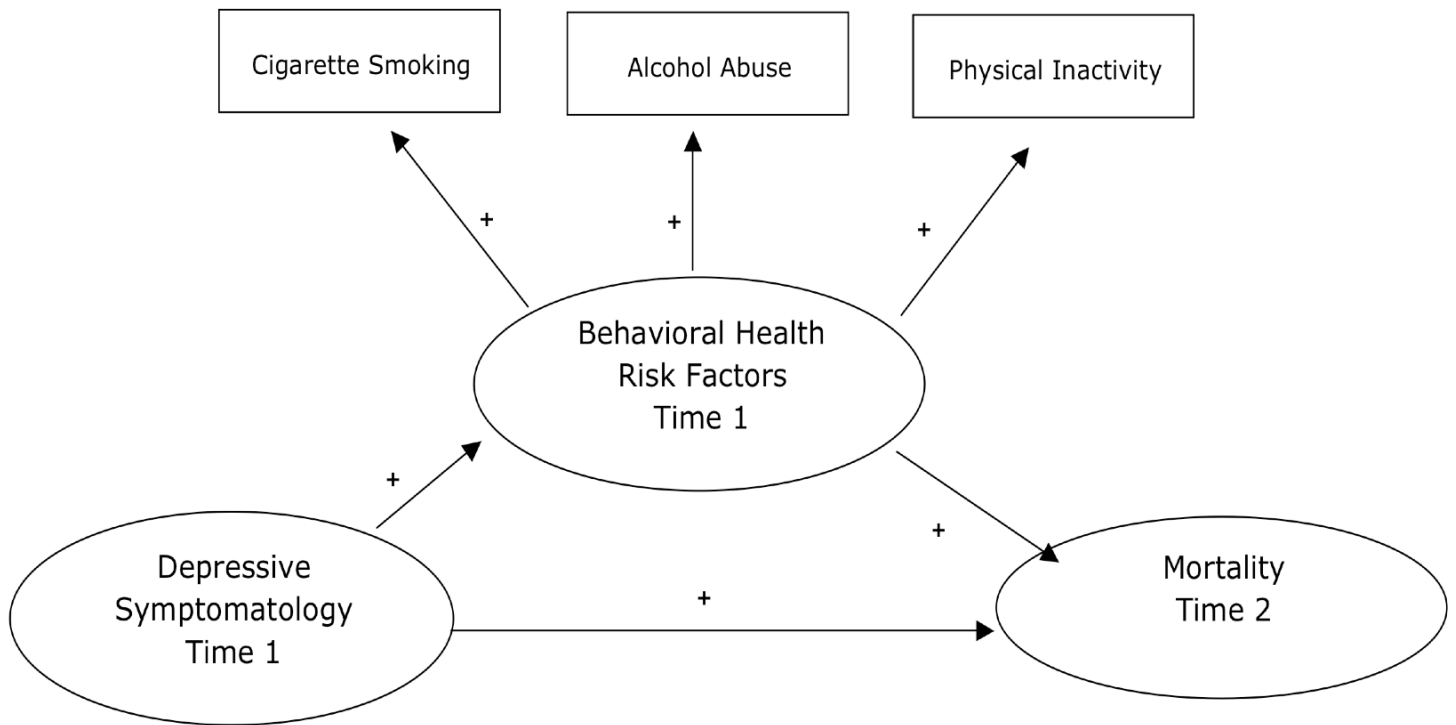 Cigarette Smoking
Alcohol Abuse
Physical Inactivity
+
+
+
Behavioral Health
Risk Factors
Time 1
+
+
Depressive
Symptomatology
Time 1
+
Mortality
Time 2